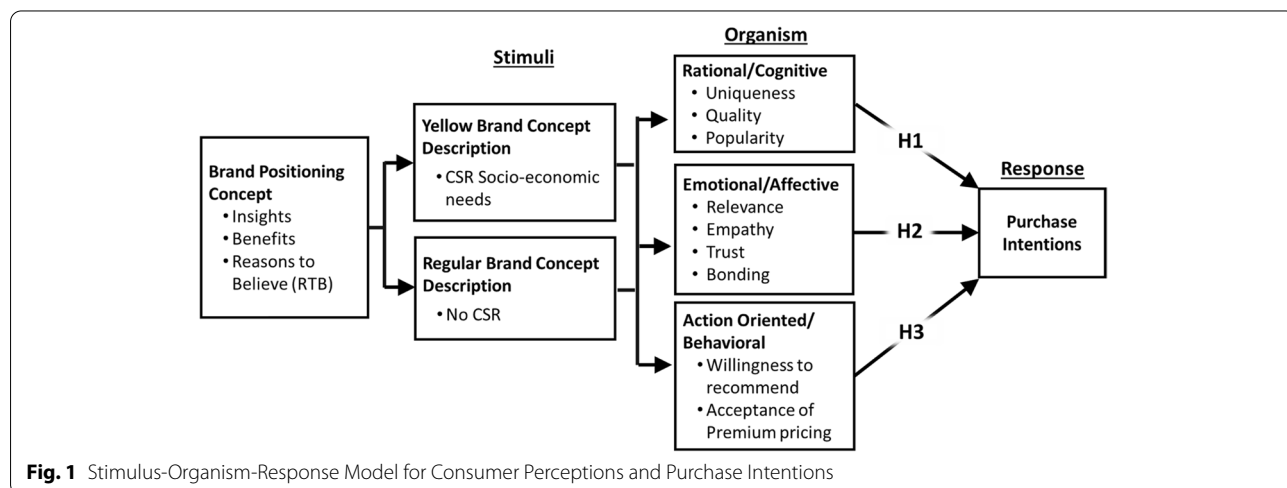 Stimuli
Organism
Response
Brand Positioning
Concept
• Insights
• Benefits
• Reasons to
Believe (RTB)
Yellow Brand Concept
Description
• CSR Socio-economic
needs
Regular Brand Concept
Description
• No CSR
Rational/Cognitive
• Uniqueness
• Quality
• Popularity
Emotional/Affective
• Relevance
• Empathy
• Trust
• Bonding
Action Oriented/
Behavioral
• Willingness to
recommend
• Acceptance of
Premium pricing
H1
H2
H3
Purchase
Intentions
Fig. 1 Stimulus-Organism-Response Model for Consumer Perceptions and Purchase Intentions